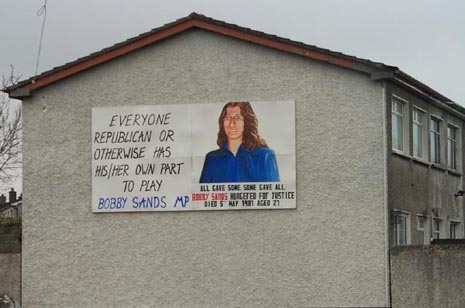 EVERYONE
REPUBLICAN OR
OTHERWISE HAS
HIS/HER OWN PART
TO PLAY
BOBBY SANDS MP
ALL GAVE SOME, SOME GAVE ALL
BOBBY SANDS HUNGERED FOR JUSTICE
DIED 5TH MAY 1981 AGED 27